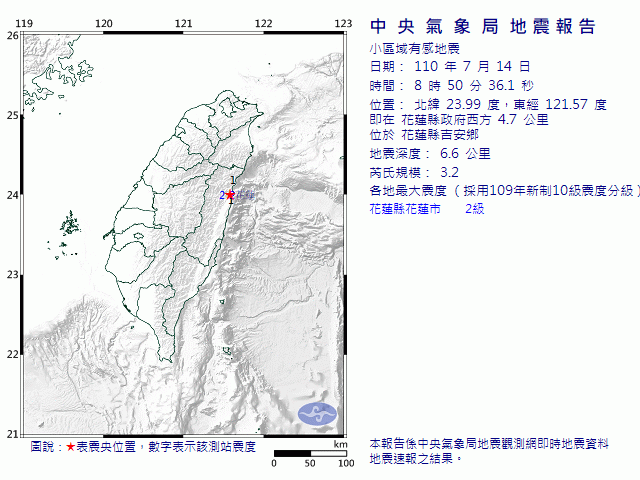 中央氣象局地震報告
小區域有感地震
日期： 110 年 7 月 14 日
時間： 8 時 50 分 36.1 秒
位置： 北緯 23.99 度，東經 121.57 度
即在 花蓮縣政府西方 4.7 公里
位於 花蓮縣吉安鄉
地震深度： 6.6 公里
芮氏規模： 3.2
各地最大震度（採用109年新制10級震度分級）
花蓮縣花蓮市 2級
119 120 121 122 123
26
25
24
23
22
21
1
2
1
圖說：★表震央位置，數字表示該測站震度
km
0 50 100
本報告係中央氣象局地震觀測網即時地震資料
地震速報之結果。